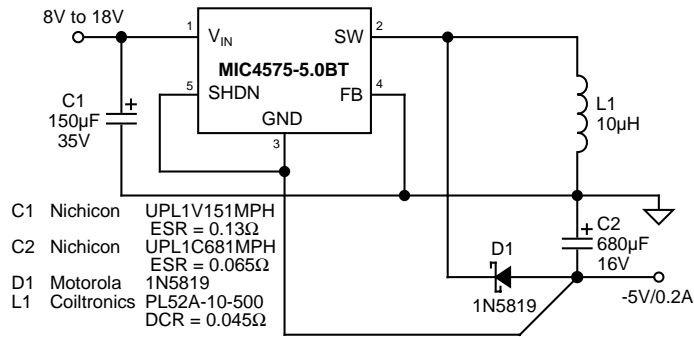 8V to 18V
1
VIN
SW
2
MIC4575-5.0BT
5
SHDN
FB
4
GND
3
C1
150µF
35V
+
L1
10µH
C1 Nichicon UPL1V151MPH
ESR = 0.13Ω
C2 Nichicon UPL1C681MPH
ESR = 0.065Ω
D1 Motorola 1N5819
L1 Coiltronics PL52A-10-500
DCR = 0.045Ω
+
C2
680µF
16V
D1
1N5819
-5V/0.2A